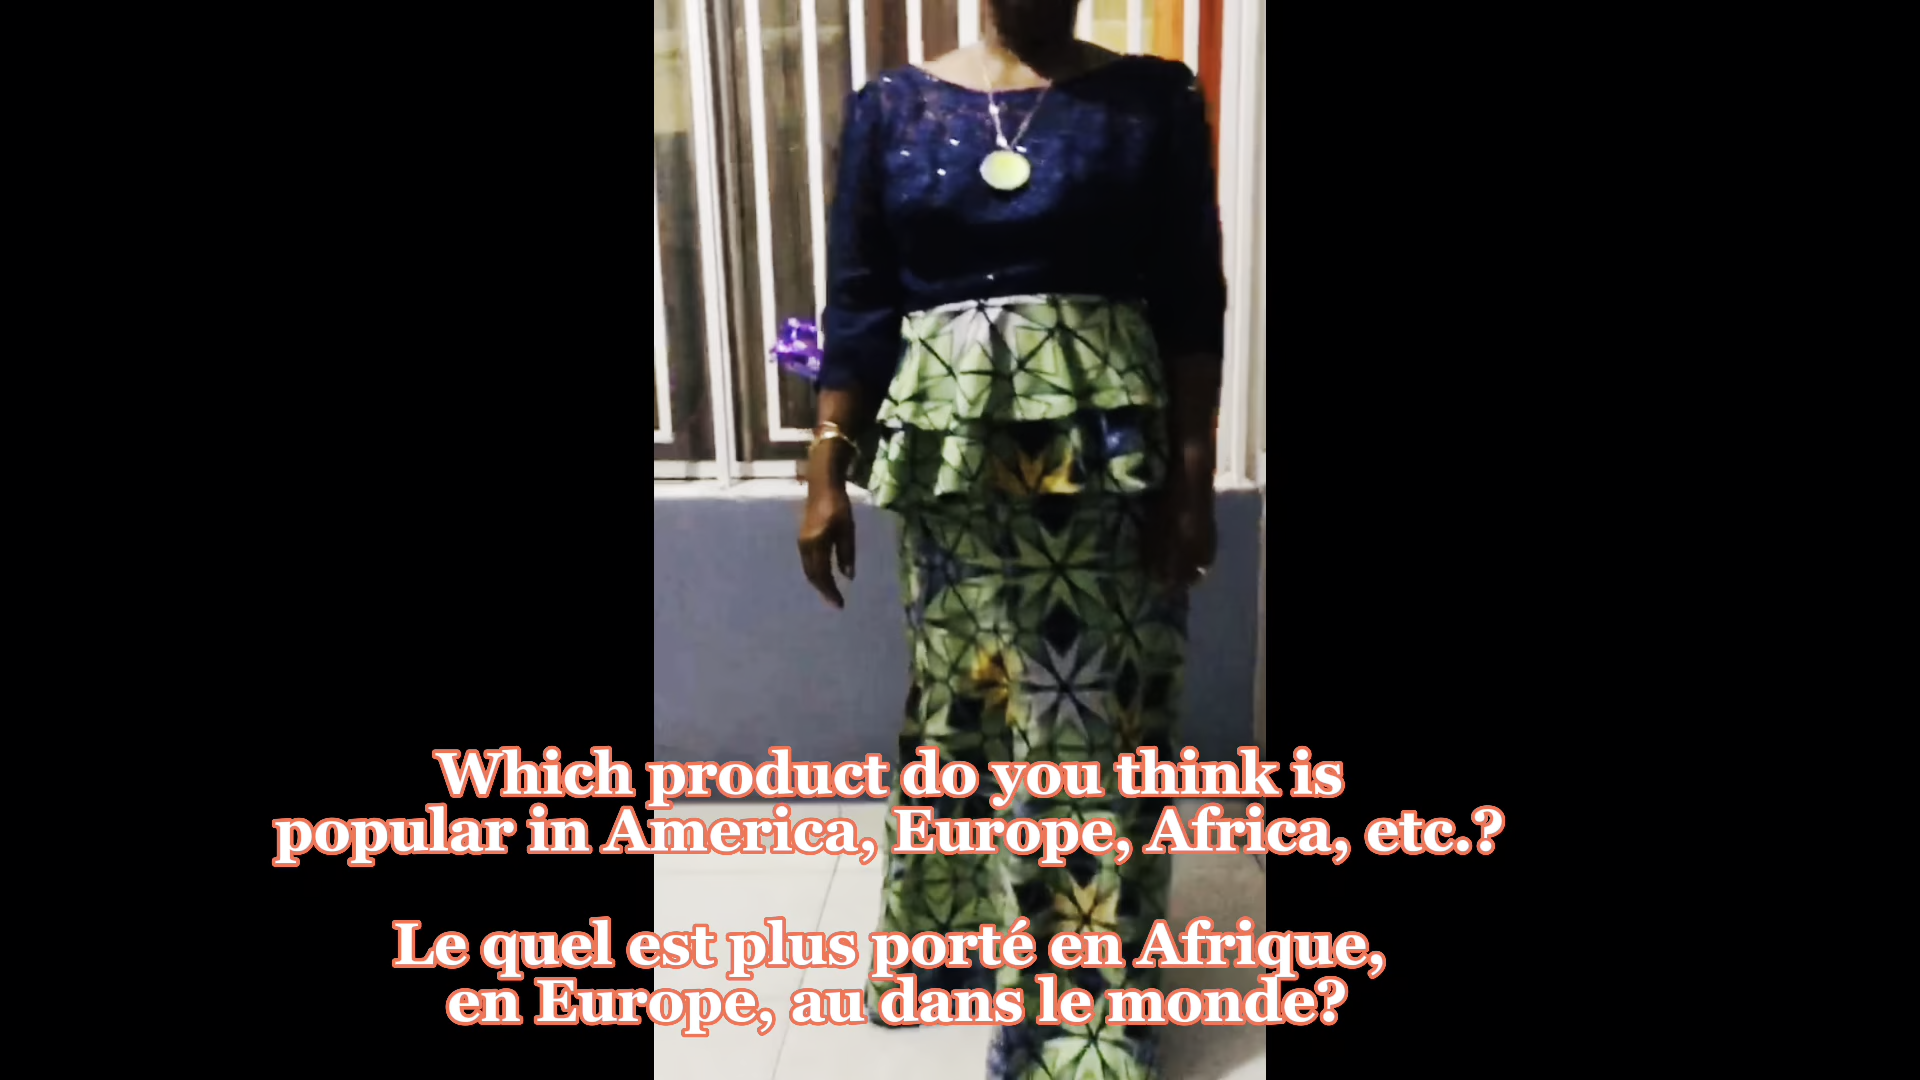 Which product do you think is
popular in America, Europe, Africa, etc.?
Le quel est plus porté en Afrique,
en Europe, au dans le monde?